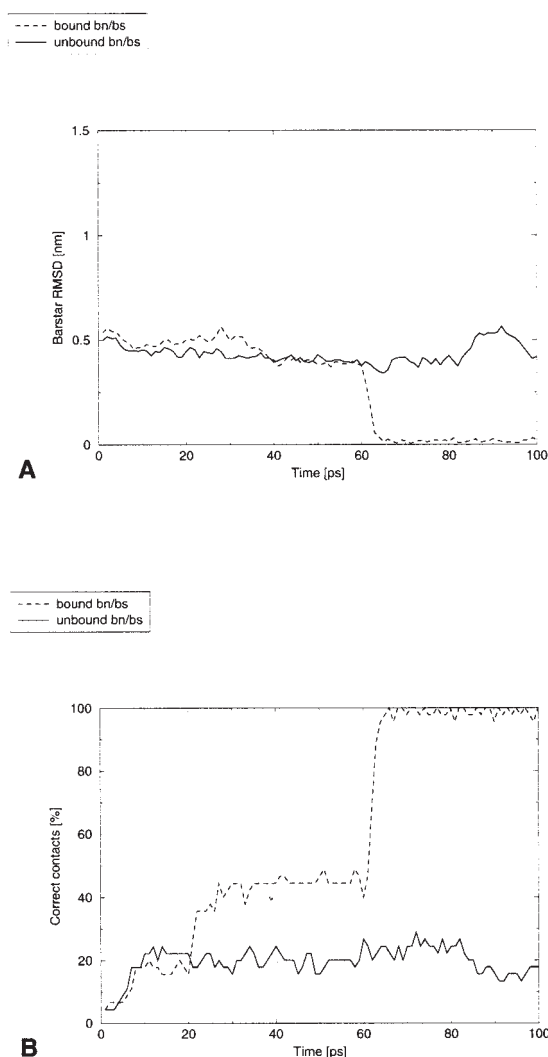 bound bn/bs
unbound bn/bs
1.5
1
0.5
0
Barstar RMSD [nm]
0 20 40 60 80 100
Time [ps]
A
bound bn/bs
unbound bn/bs
100
80
60
40
20
0
Correct contacts [%]
0 20 40 60 80 100
Time [ps]
B